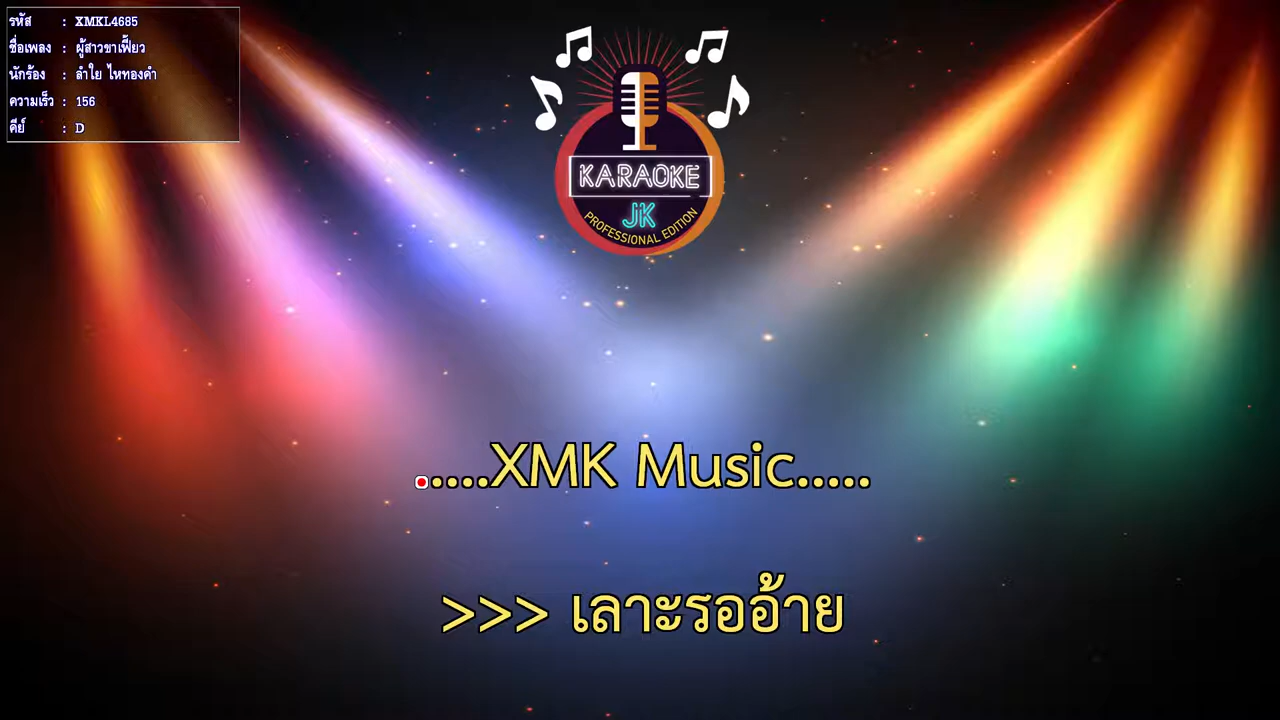 รหัส : XMKL4685
ชื่อเพลง : ผู้สาวขาเฟี้ยว
นักร้อง : ลำใย ไหทองคำ
ความเร็ว : 156
คีย์ : D
KARAOKE
JK
PROFESSIONAL EDITION
.....XMK Music.....
>>> เลาะรออ้าย